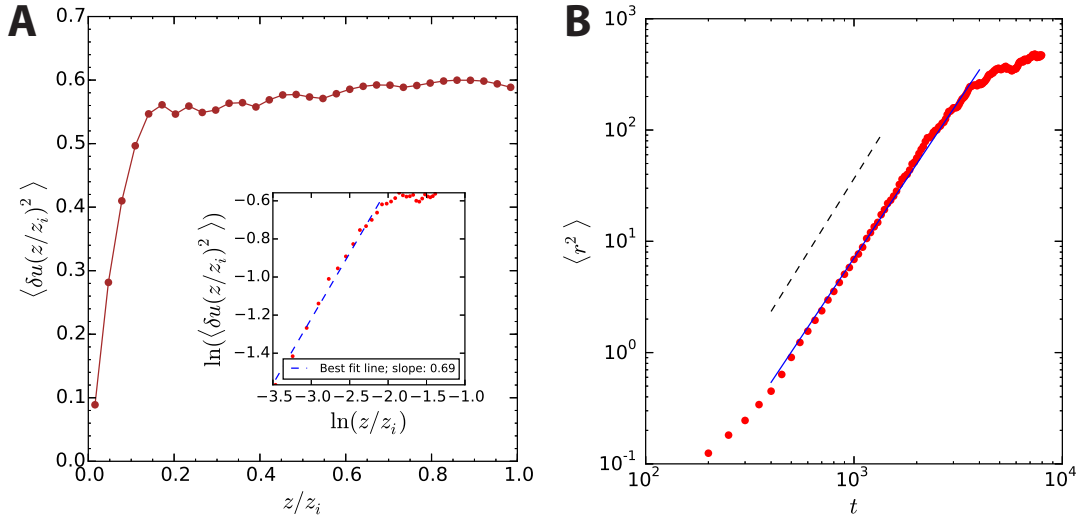 A
0.7
0.6
0.5
0.4
0.3
0.2
0.1
0.0
⟨δu(z/z_i)^2⟩
0.0 0.2 0.4 0.6 0.8 1.0
z/z_i
−0.6
−0.8
−1.0
−1.2
−1.4
ln(⟨δu(z/z_i)^2⟩)
Best fit line; slope: 0.69
−3.5 −3.0 −2.5 −2.0 −1.5 −1.0
ln(z/z_i)
B
10^3
10^2
10^1
10^0
10^-1
⟨r^2⟩
10^2 10^3 10^4
t